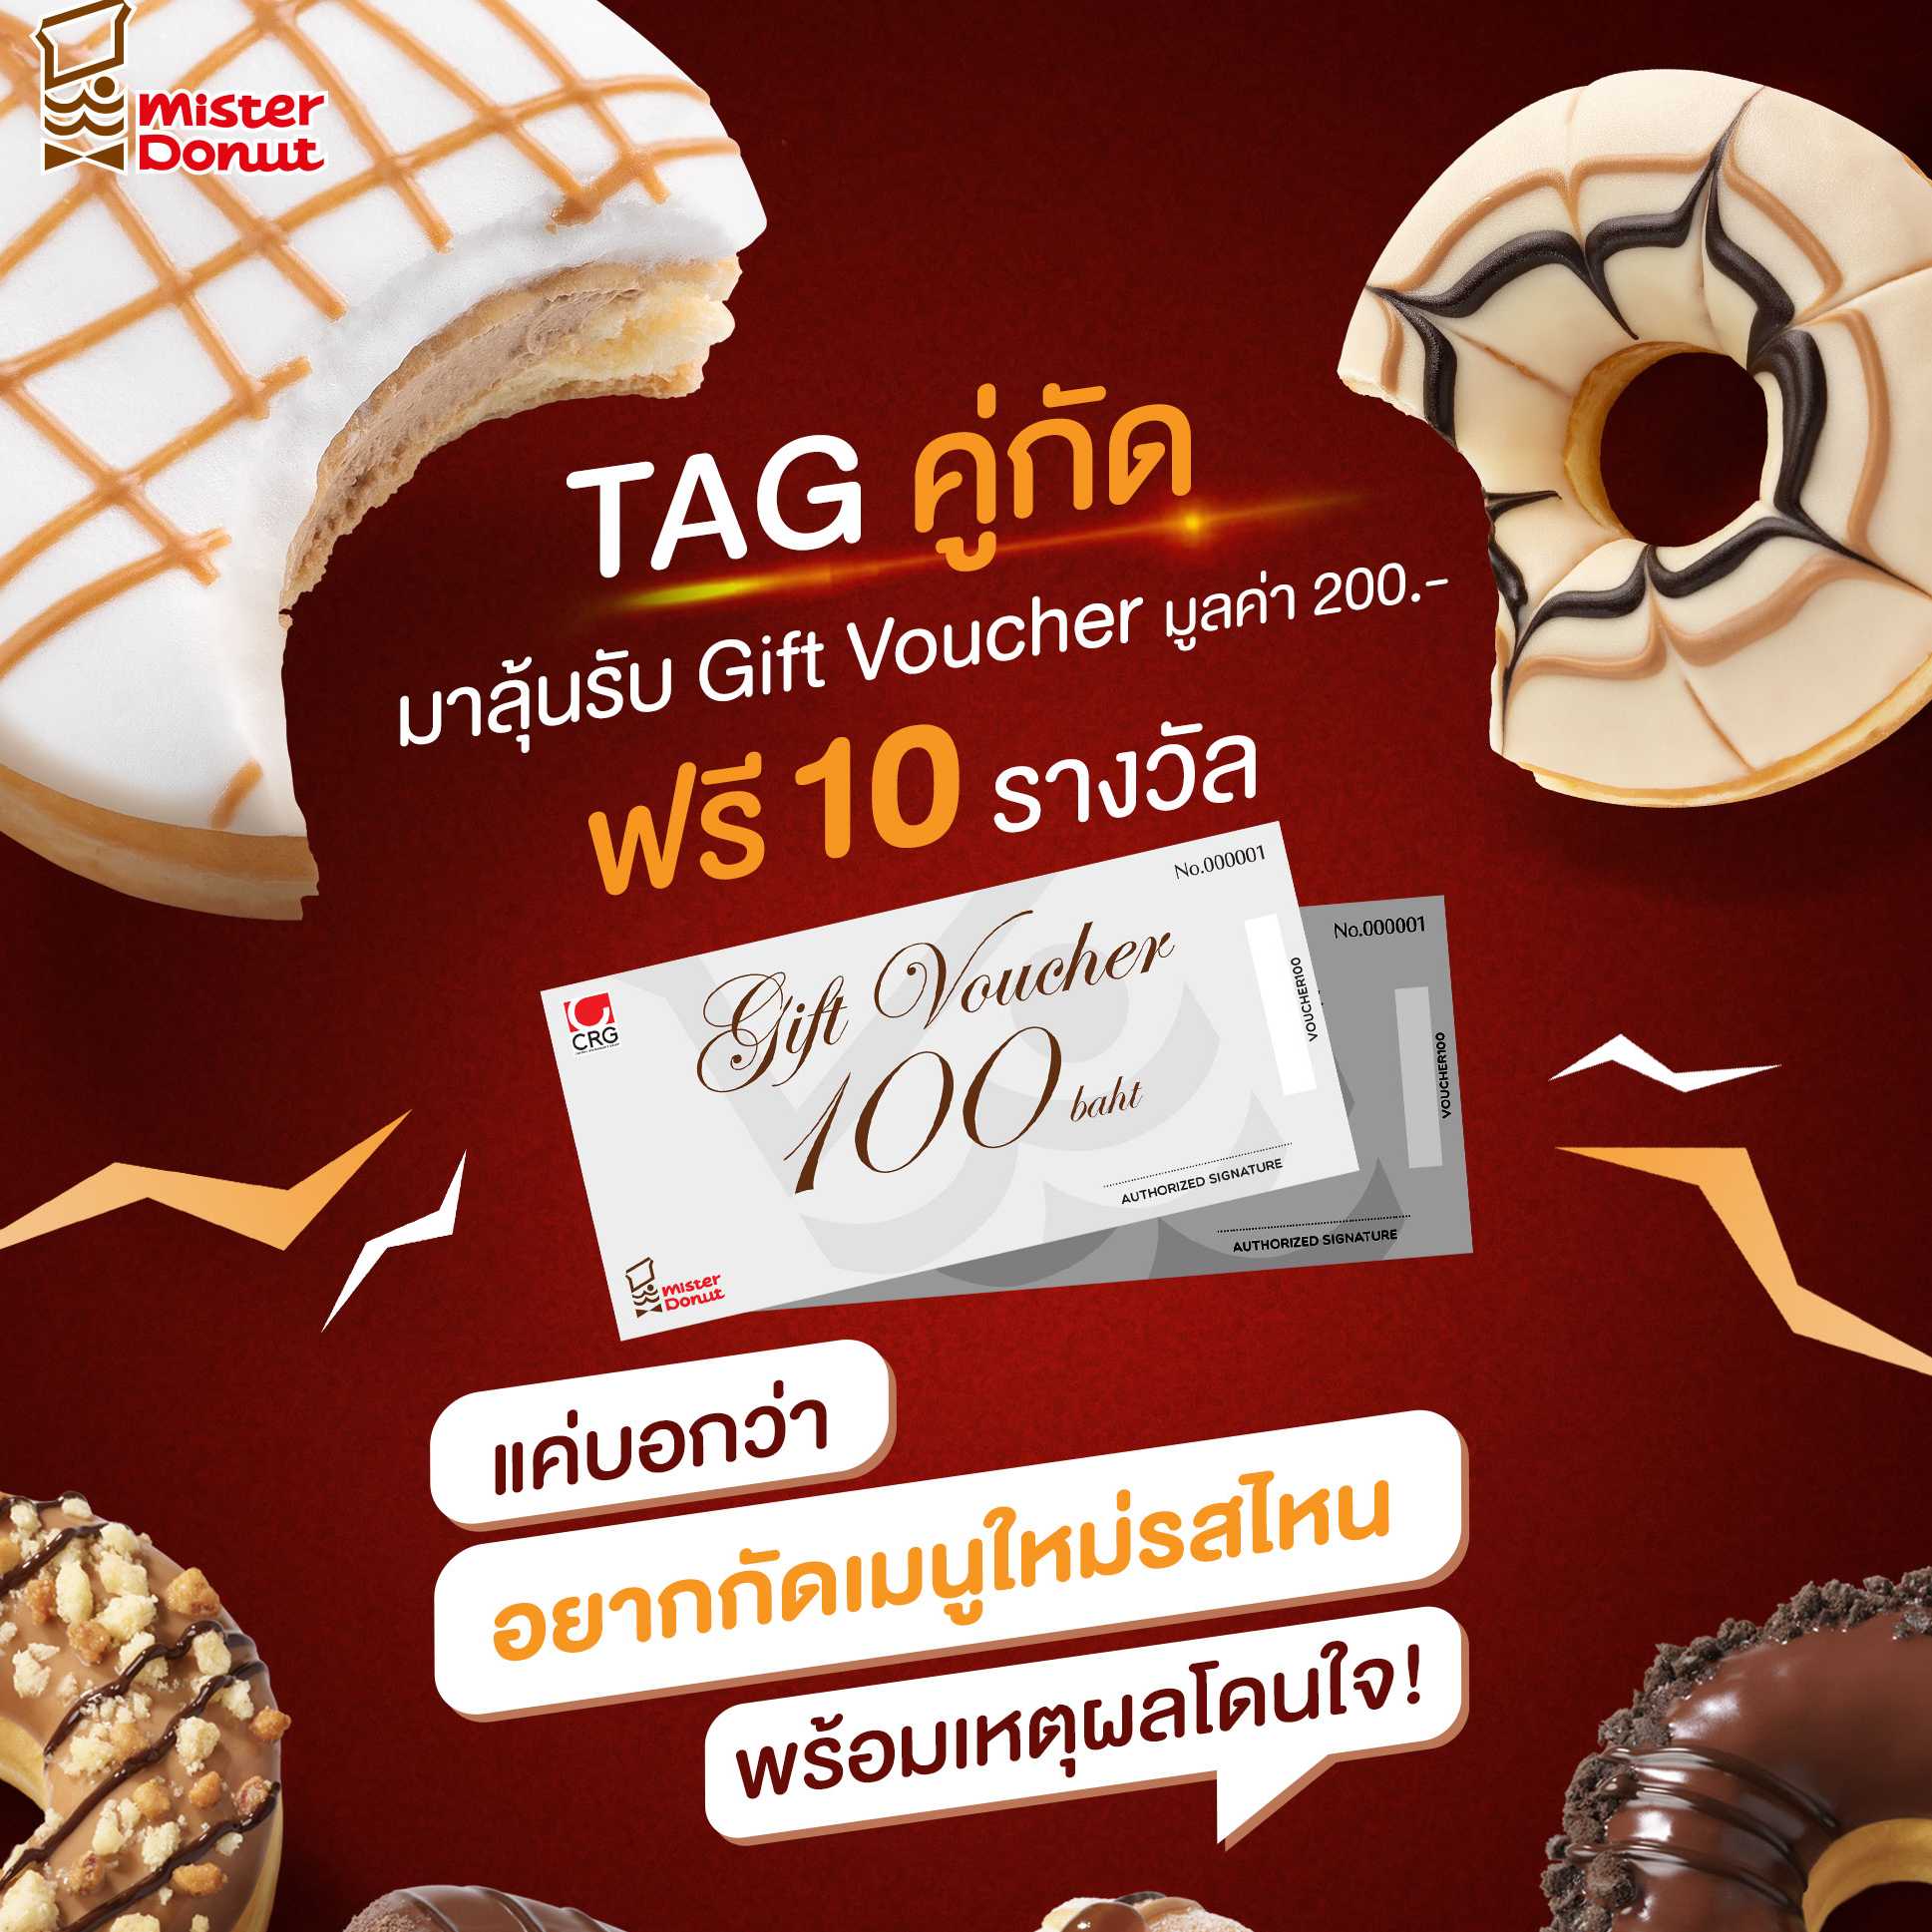 Mister
Donut
TAG คู่กัด
มาลุ้นรับ Gift Voucher มูลค่า 200.-
ฟรี 10 รางวัล
No.000001
No.000001
CRG
Gift Voucher
100 baht
VOUCHER100
VOUCHER100
AUTHORIZED SIGNATURE
AUTHORIZED SIGNATURE
Mister
Donut
แค่บอกว่า
อยากกัดเมนูใหม่รสไหน
พร้อมเหตุผลโดนใจ!